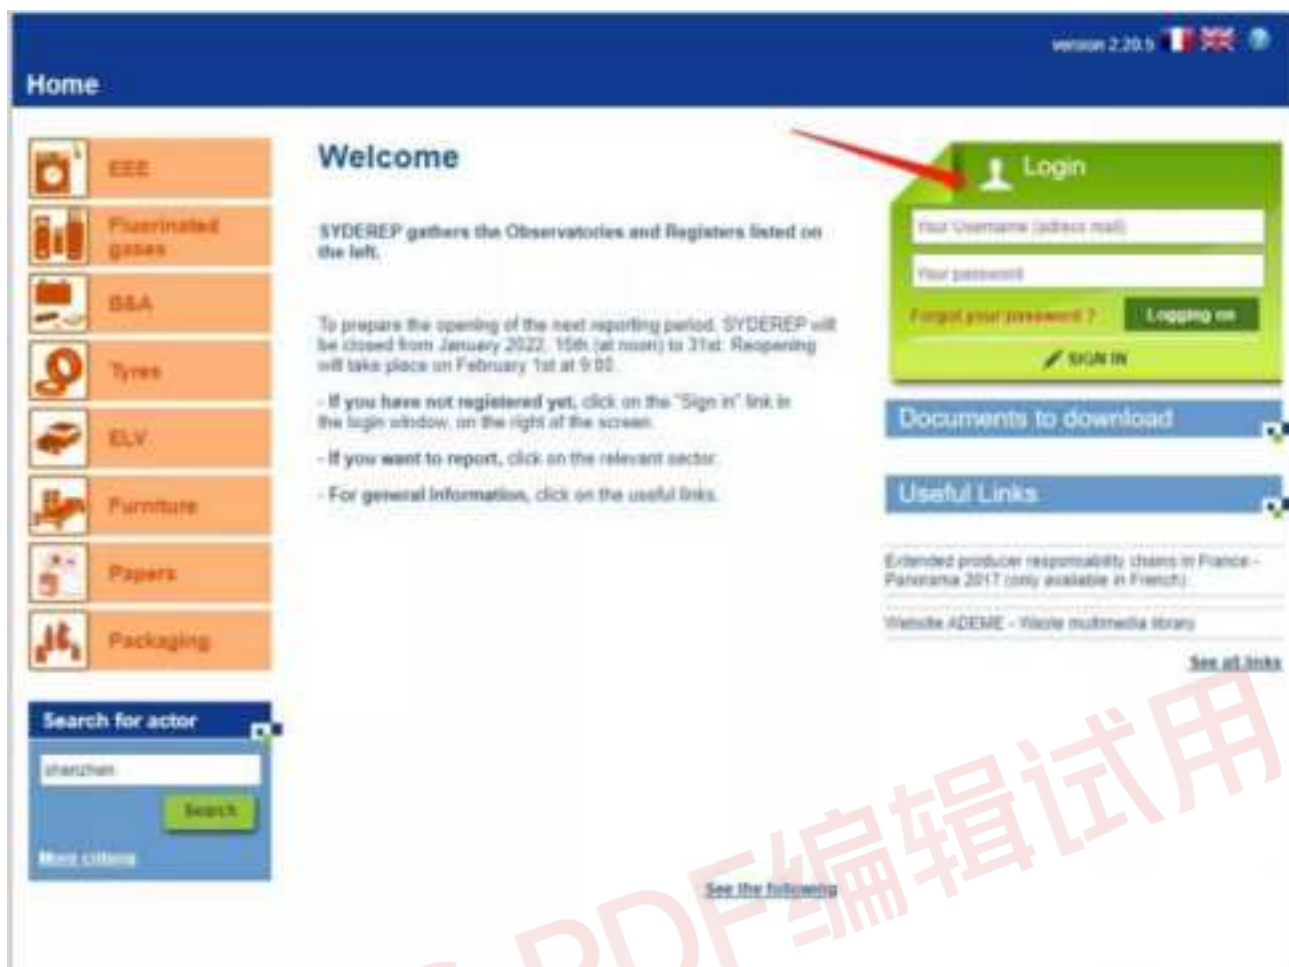 version 2.20.5
Home
EEE
Fluorinated
gases
B&A
Tyres
ELV
Furniture
Papers
Packaging
Search for actor
shenzhen
Search
More criteria
Welcome
SYDEREP gathers the Observatories and Registers listed on
the left.
To prepare the opening of the next reporting period, SYDEREP will
be closed from January 2022, 15th (at noon) to 31st. Reopening
will take place on February 1st at 9:00.
- If you have not registered yet, click on the "Sign in" link in
the login window, on the right of the screen.
- If you want to report, click on the relevant sector.
- For general information, click on the useful links.
See the following
Login
Your Username (adress mail)
Your password
Forgot your password ?
Logging on
SIGN IN
Documents to download
Useful Links
Extended producer responsability chains in France -
Panorama 2017 (only available in French)
Website ADEME - Waste multimedia library
See all links
PDF编辑试用